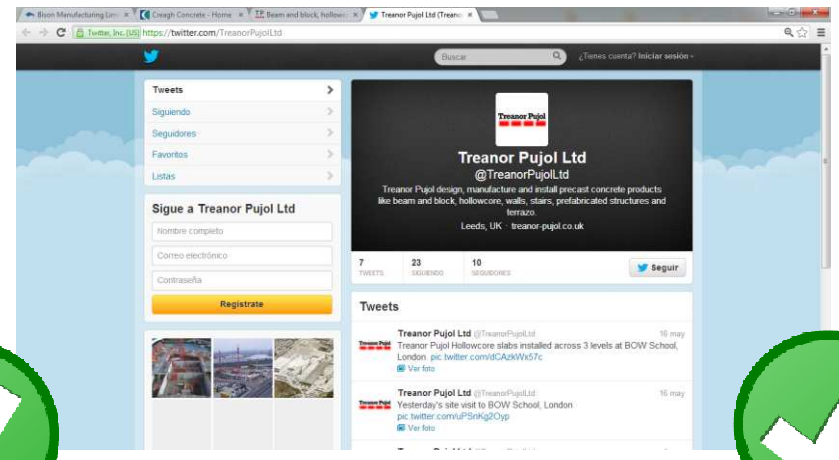 Bison Manufacturing Lim
Creagh Concrete - Home
Beam and block, hollow
Treanor Pujol Ltd (Treano
Twitter, Inc. [US] https://twitter.com/TreanorPujolLtd
Buscar
¿Tienes cuenta? Iniciar sesión
Tweets
Siguiendo
Seguidores
Favoritos
Listas
Sigue a Treanor Pujol Ltd
Nombre completo
Correo electrónico
Contraseña
Regístrate
Treanor Pujol
Treanor Pujol Ltd
@TreanorPujolLtd
Treanor Pujol design, manufacture and install precast concrete products
like beam and block, hollowcore, walls, stairs, prefabricated structures and
terrazo.
Leeds, UK · treanor-pujol.co.uk
7 23 10
TWEETS SIGUIENDO SEGUIDORES
Seguir
Tweets
Treanor Pujol Ltd @TreanorPujolLtd 16 may
Treanor Pujol Hollowcore slabs installed across 3 levels at BOW School,
London. pic.twitter.com/dCAzkWx57c
Ver foto
Treanor Pujol Ltd @TreanorPujolLtd 16 may
Yesterday's site visit to BOW School, London
pic.twitter.com/uPSnKg2Oyp
Ver foto